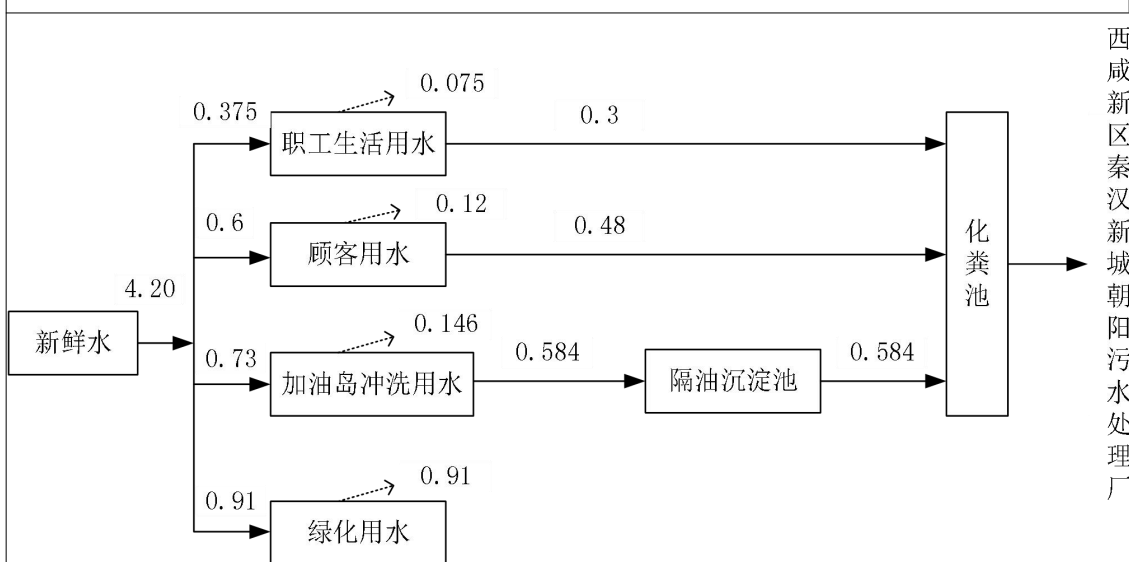 0.075
0.375
职工生活用水
0.3
0.12
0.6
顾客用水
0.48
4.20
新鲜水
0.146
0.73
加油岛冲洗用水
0.584
隔油沉淀池
0.584
0.91
0.91
绿化用水
化粪池
西咸新区秦汉新城朝阳污水处理厂